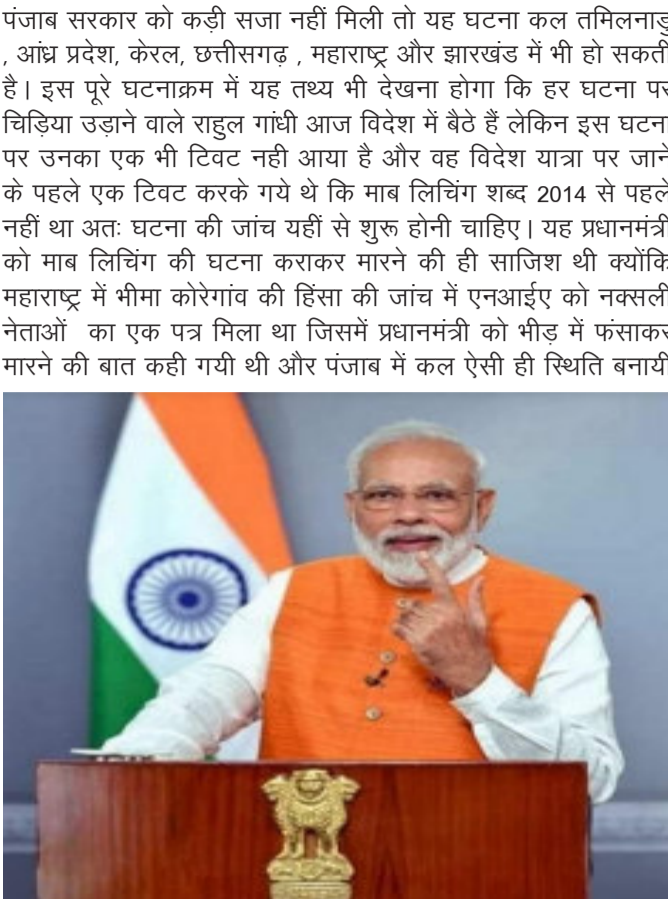 पंजाब सरकार को कड़ी सजा नहीं मिली तो यह घटना कल तमिलनाडु
, आंध्र प्रदेश, केरल, छत्तीसगढ़ , महाराष्ट्र और झारखंड में भी हो सकती
है। इस पूरे घटनाक्रम में यह तथ्य भी देखना होगा कि हर घटना पर
चिड़िया उड़ाने वाले राहुल गांधी आज विदेश में बैठे हैं लेकिन इस घटना
पर उनका एक भी टिवट नही आया है और वह विदेश यात्रा पर जाने
के पहले एक टिवट करके गये थे कि माब लिचिंग शब्द 2014 से पहले
नहीं था अतः घटना की जांच यहीं से शुरू होनी चाहिए। यह प्रधानमंत्री
को माब लिचिंग की घटना कराकर मारने की ही साजिश थी क्योंकि
महाराष्ट्र में भीमा कोरेगांव की हिंसा की जांच में एनआईए को नक्सली
नेताओं का एक पत्र मिला था जिसमें प्रधानमंत्री को भीड़ में फंसाकर
मारने की बात कही गयी थी और पंजाब में कल ऐसी ही स्थिति बनायी